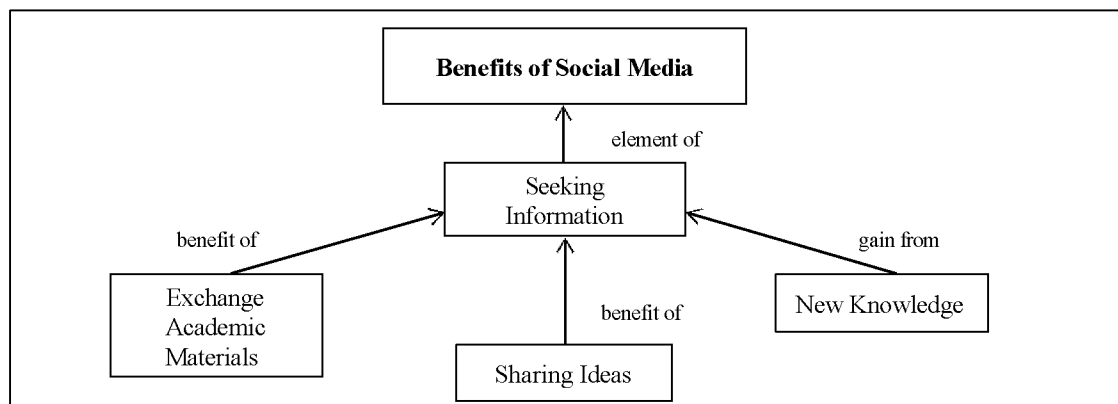 Benefits of Social Media
element of
Seeking
Information
benefit of
gain from
Exchange
Academic
Materials
New Knowledge
benefit of
Sharing Ideas